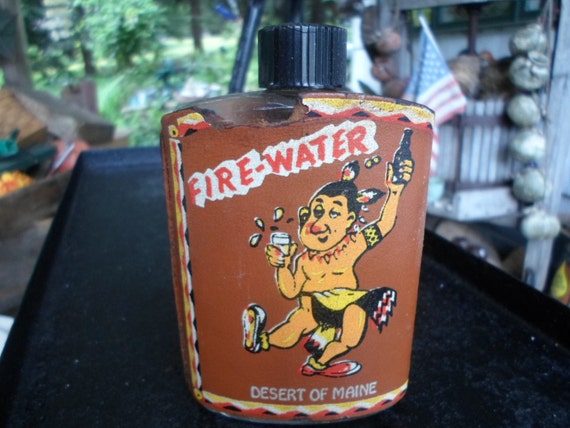 FIRE-WATER
DESERT OF MAINE